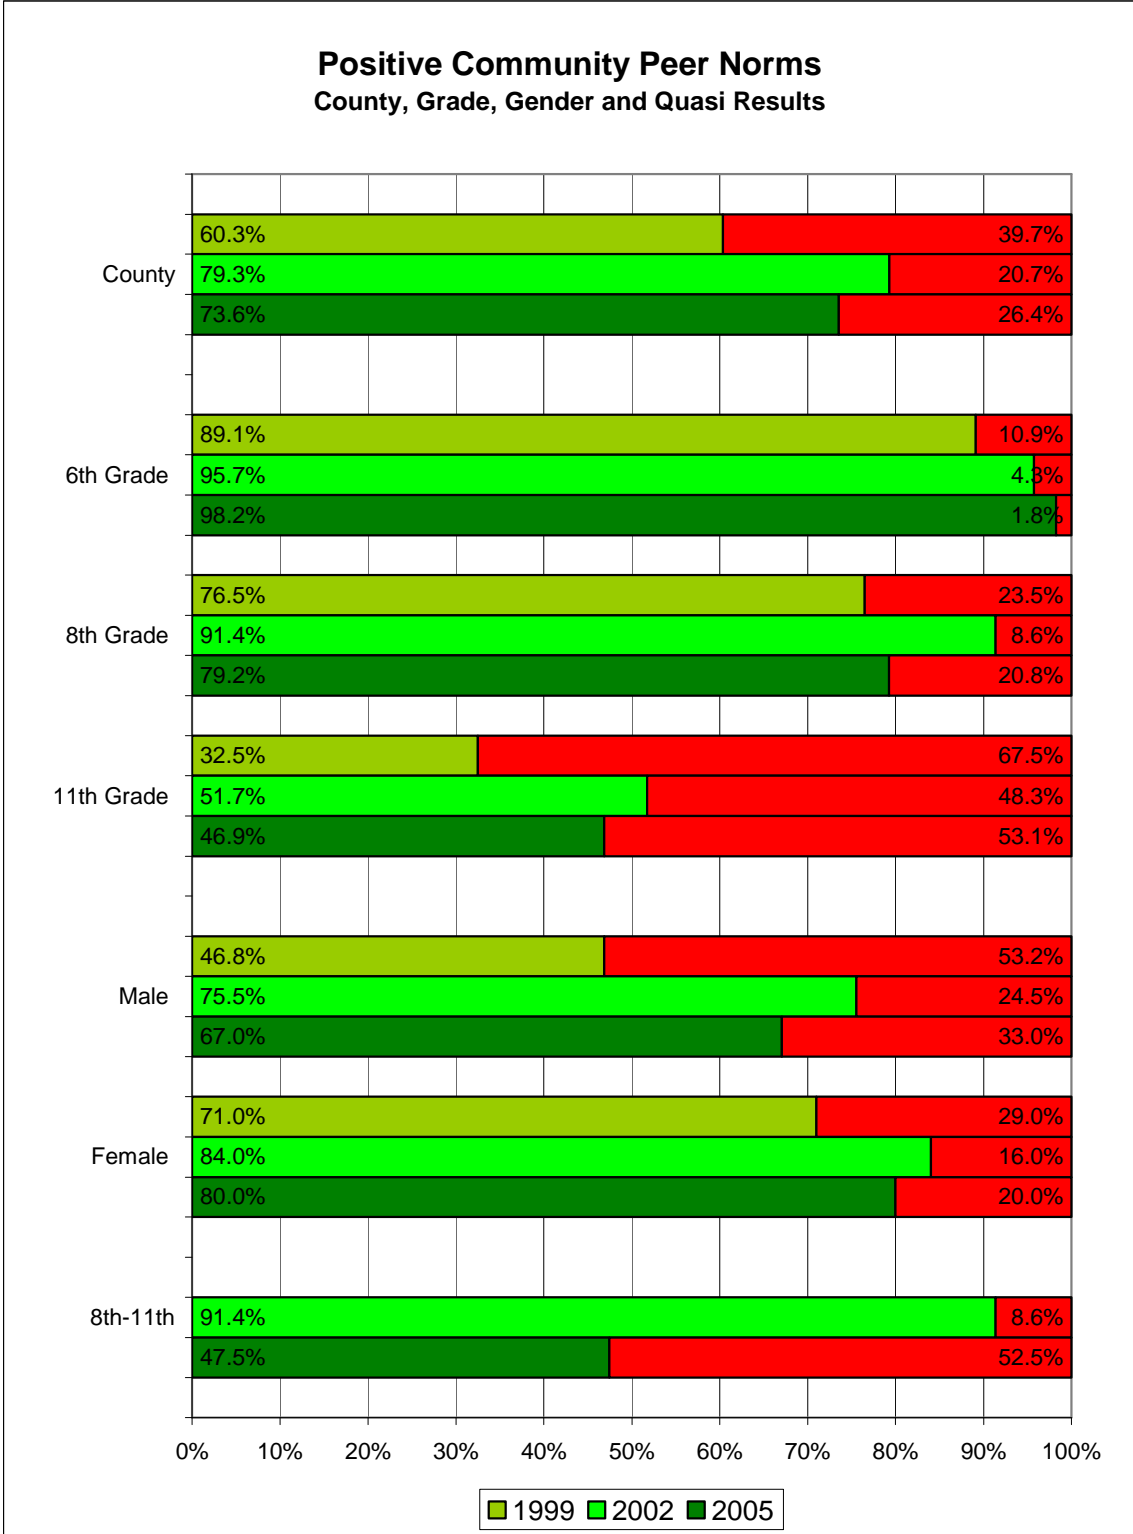 Positive Community Peer Norms
County, Grade, Gender and Quasi Results
60.3% 39.7%
County 79.3% 20.7%
73.6% 26.4%
89.1% 10.9%
6th Grade 95.7% 4.3%
98.2% 1.8%
76.5% 23.5%
8th Grade 91.4% 8.6%
79.2% 20.8%
32.5% 67.5%
11th Grade 51.7% 48.3%
46.9% 53.1%
46.8% 53.2%
Male 75.5% 24.5%
67.0% 33.0%
71.0% 29.0%
Female 84.0% 16.0%
80.0% 20.0%
8th-11th 91.4% 8.6%
47.5% 52.5%
0% 10% 20% 30% 40% 50% 60% 70% 80% 90% 100%
1999 2002 2005